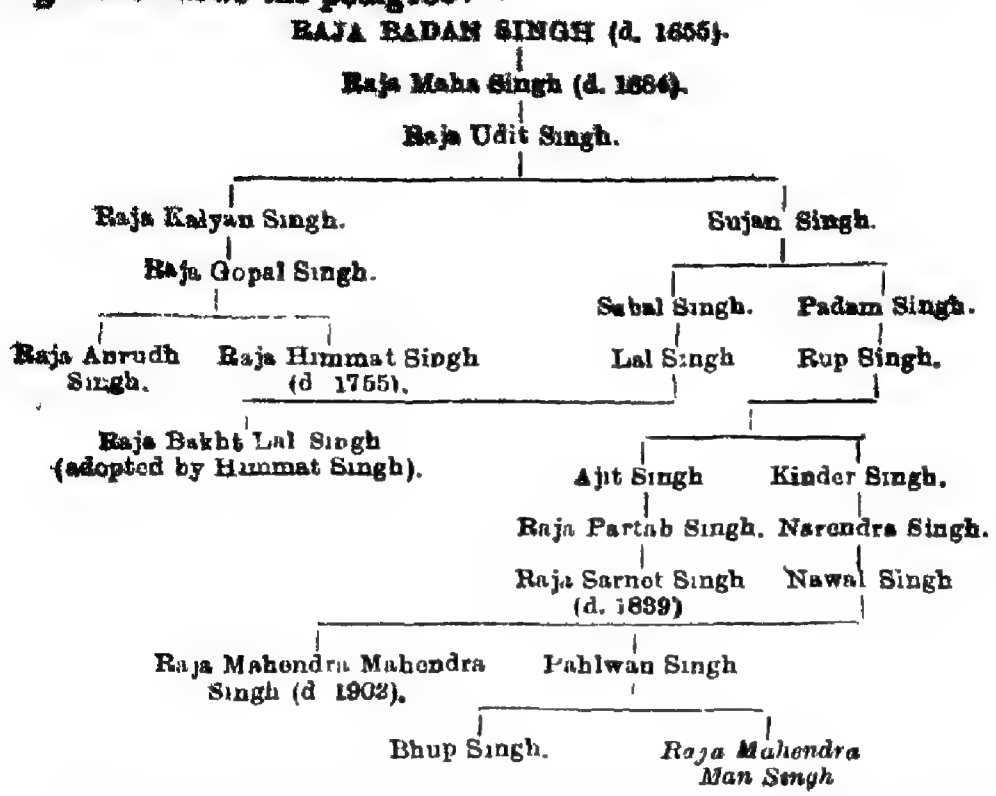 RAJA BADAN SINGH (d. 1655).
Raja Maha Singh (d. 1684).
Raja Udit Singh.
Raja Kalyan Singh. Sujan Singh.
Raja Gopal Singh.
Sabal Singh. Padam Singh.
Raja Anrudh Singh. Raja Himmat Singh (d 1755). Lal Singh Rup Singh.
Raja Bakht Lal Singh
(adopted by Himmat Singh).
Ajit Singh Kinder Singh.
Raja Partab Singh. Narendra Singh.
Raja Sarnet Singh Nawal Singh
(d. 1839)
Raja Mahendra Mahendra Pahlwan Singh
Singh (d 1902).
Bhup Singh. Raja Mahendra
Man Singh